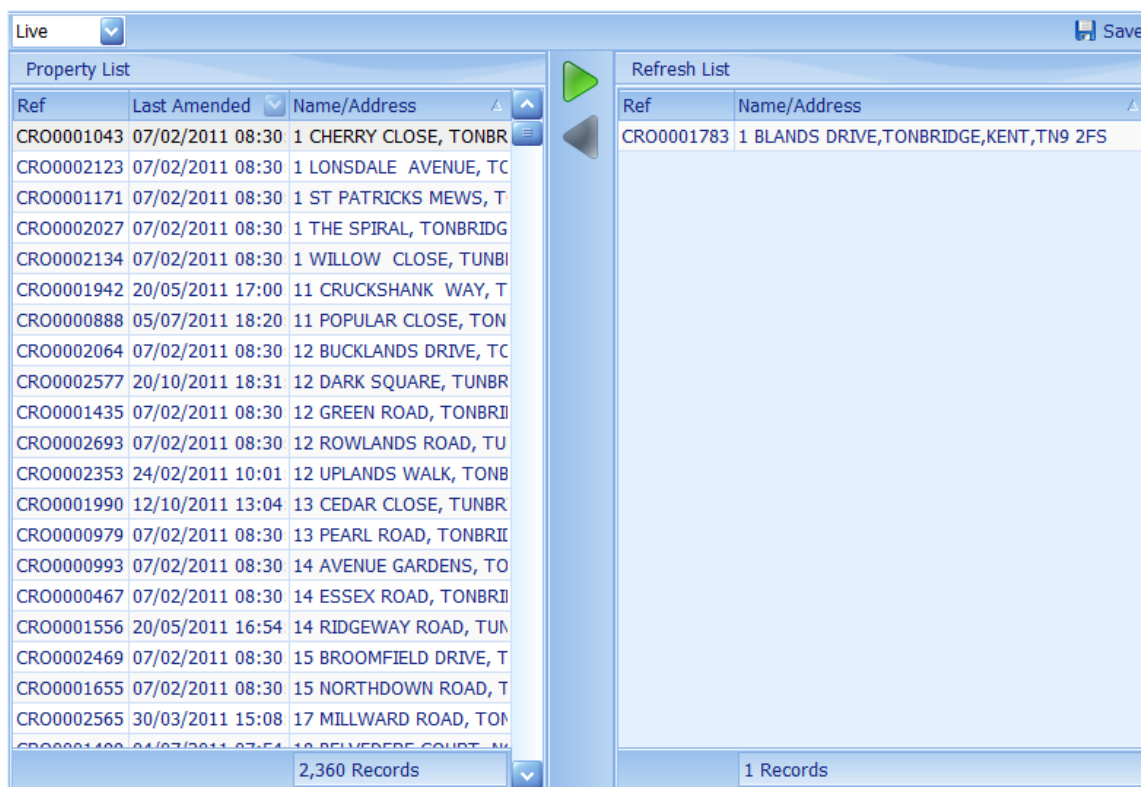 Live
Save
Property List
Refresh List
Ref Last Amended Name/Address
Ref Name/Address
CRO0001043 07/02/2011 08:30 1 CHERRY CLOSE, TONBR
CRO0001783 1 BLANDS DRIVE,TONBRIDGE,KENT,TN9 2FS
CRO0002123 07/02/2011 08:30 1 LONSDALE AVENUE, TO
CRO0001171 07/02/2011 08:30 1 ST PATRICKS MEWS, T
CRO0002027 07/02/2011 08:30 1 THE SPIRAL, TONBRIDG
CRO0002134 07/02/2011 08:30 1 WILLOW CLOSE, TUNB
CRO0001942 20/05/2011 17:00 11 CRUCKSHANK WAY, T
CRO0000888 05/07/2011 18:20 11 POPULAR CLOSE, TON
CRO0002064 07/02/2011 08:30 12 BUCKLANDS DRIVE, TO
CRO0002577 20/10/2011 18:31 12 DARK SQUARE, TUNBR
CRO0001435 07/02/2011 08:30 12 GREEN ROAD, TONBRI
CRO0002693 07/02/2011 08:30 12 ROWLANDS ROAD, TU
CRO0002353 24/02/2011 10:01 12 UPLANDS WALK, TONB
CRO0001990 12/10/2011 13:04 13 CEDAR CLOSE, TUNBR
CRO0000979 07/02/2011 08:30 13 PEARL ROAD, TONBRI
CRO0000993 07/02/2011 08:30 14 AVENUE GARDENS, TO
CRO0000467 07/02/2011 08:30 14 ESSEX ROAD, TONBRI
CRO0001556 20/05/2011 16:54 14 RIDGEWAY ROAD, TUN
CRO0002469 07/02/2011 08:30 15 BROOMFIELD DRIVE, T
CRO0001655 07/02/2011 08:30 15 NORTHDOWN ROAD, T
CRO0002565 30/03/2011 15:08 17 MILLWARD ROAD, TON
2,360 Records
1 Records